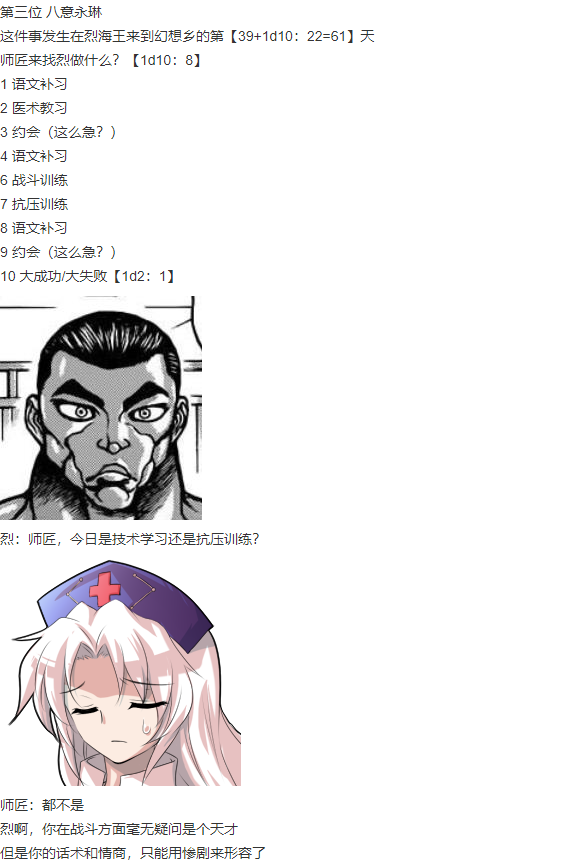 第三位 八意永琳
这件事发生在烈海王来到幻想乡的第【39+1d10：22=61】天
师匠来找烈做什么？【1d10：8】
1 语文补习
2 医术教习
3 约会（这么急？）
4 语文补习
6 战斗训练
7 抗压训练
8 语文补习
9 约会（这么急？）
10 大成功/大失败【1d2：1】
烈：师匠，今日是技术学习还是抗压训练？
师匠：都不是
烈啊，你在战斗方面毫无疑问是个天才
但是你的话术和情商，只能用惨剧来形容了